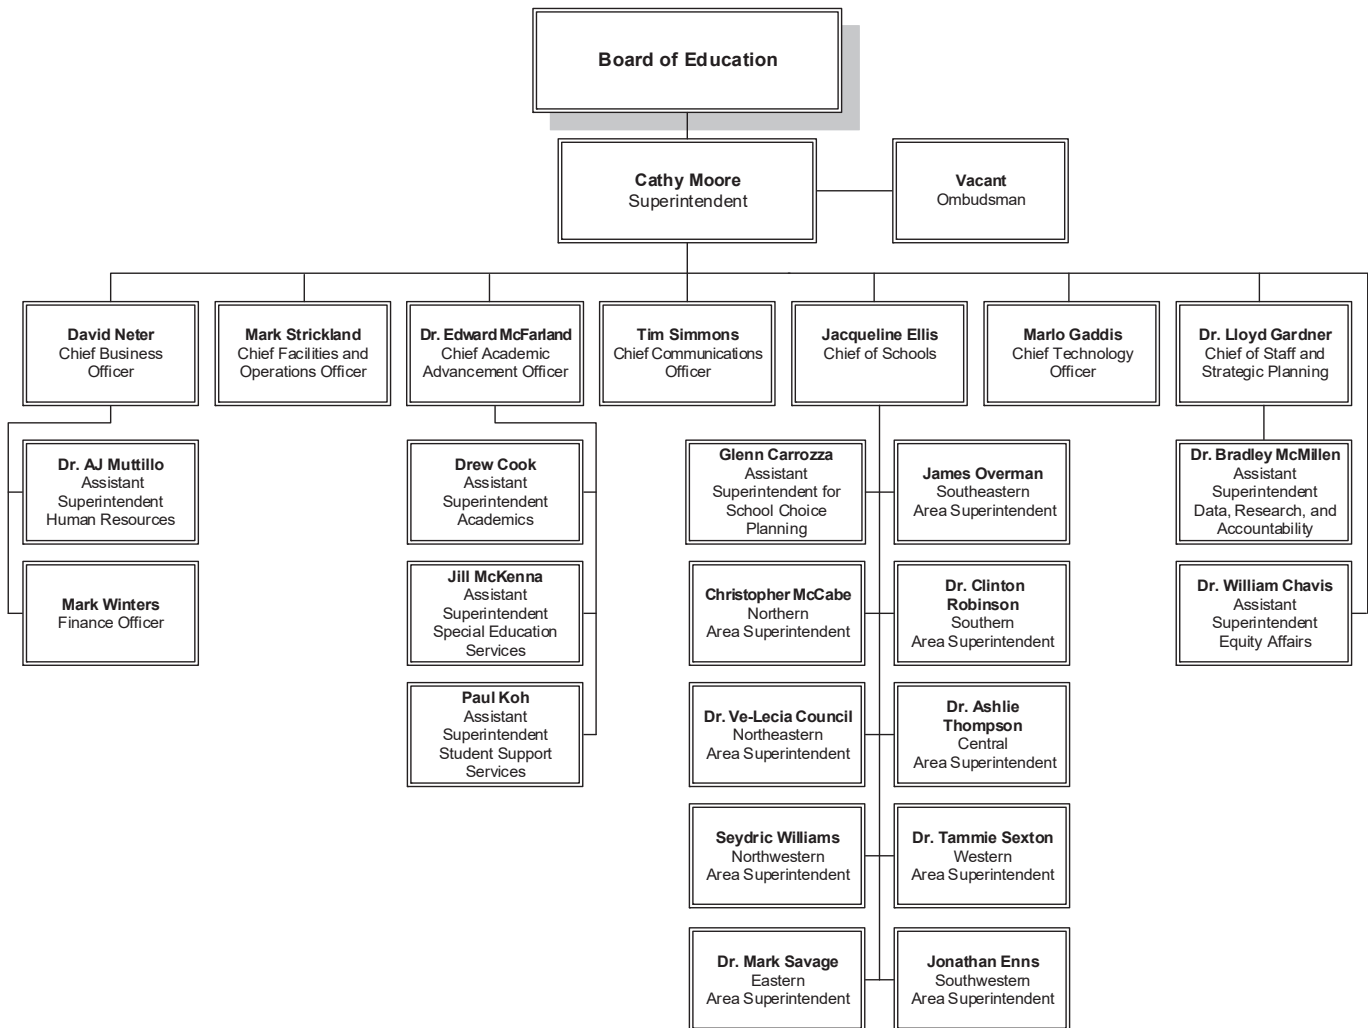 Board of Education
Cathy Moore
Superintendent
Vacant
Ombudsman
David Neter
Chief Business
Officer
Mark Strickland
Chief Facilities and
Operations Officer
Dr. Edward McFarland
Chief Academic
Advancement Officer
Tim Simmons
Chief Communications
Officer
Jacqueline Ellis
Chief of Schools
Marlo Gaddis
Chief Technology
Officer
Dr. Lloyd Gardner
Chief of Staff and
Strategic Planning
Dr. AJ Muttillo
Assistant
Superintendent
Human Resources
Drew Cook
Assistant
Superintendent
Academics
Glenn Carrozza
Assistant
Superintendent for
School Choice
Planning
James Overman
Southeastern
Area Superintendent
Dr. Bradley McMillen
Assistant
Superintendent
Data, Research, and
Accountability
Mark Winters
Finance Officer
Jill McKenna
Assistant
Superintendent
Special Education
Services
Christopher McCabe
Northern
Area Superintendent
Dr. Clinton
Robinson
Southern
Area Superintendent
Dr. William Chavis
Assistant
Superintendent
Equity Affairs
Paul Koh
Assistant
Superintendent
Student Support
Services
Dr. Ve-Lecia Council
Northeastern
Area Superintendent
Dr. Ashlie
Thompson
Central
Area Superintendent
Seydric Williams
Northwestern
Area Superintendent
Dr. Tammie Sexton
Western
Area Superintendent
Dr. Mark Savage
Eastern
Area Superintendent
Jonathan Enns
Southwestern
Area Superintendent